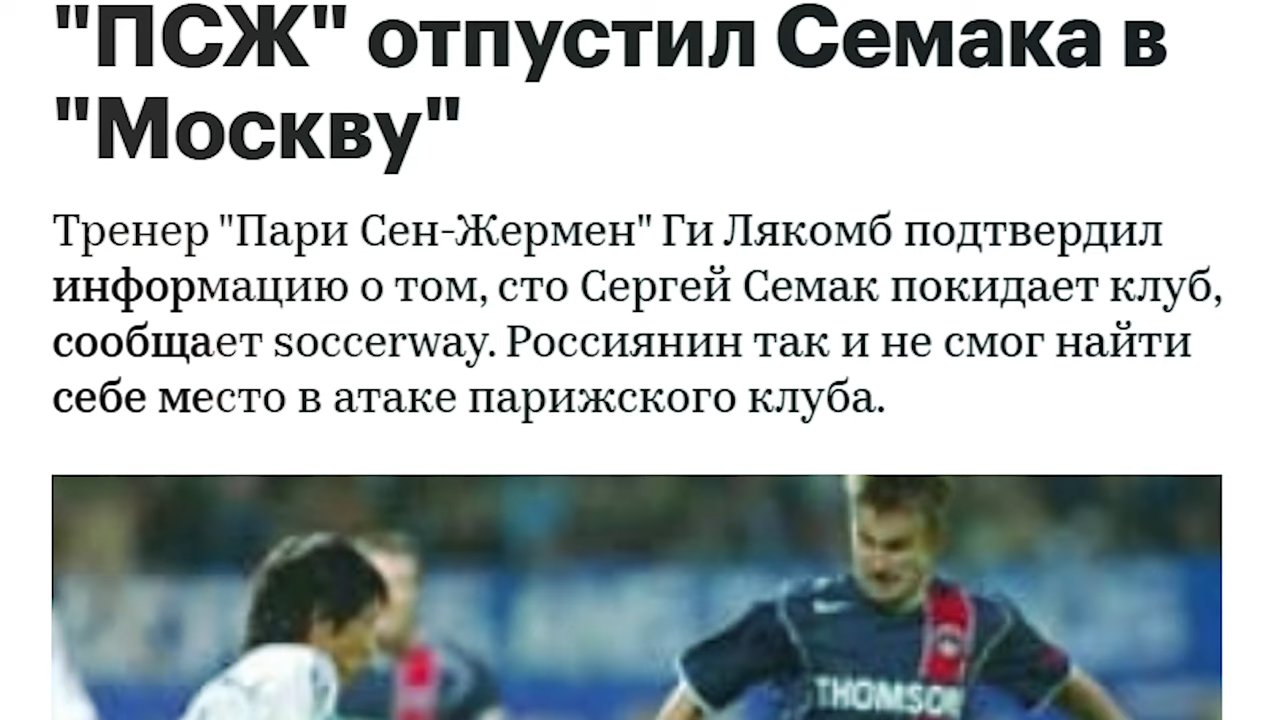 "ПСЖ" отпустил Семака в
"Москву"
Тренер "Пари Сен-Жермен" Ги Лякомб подтвердил
информацию о том, сто Сергей Семак покидает клуб,
сообщает soccerway. Россиянин так и не смог найти
себе место в атаке парижского клуба.
THOMSON